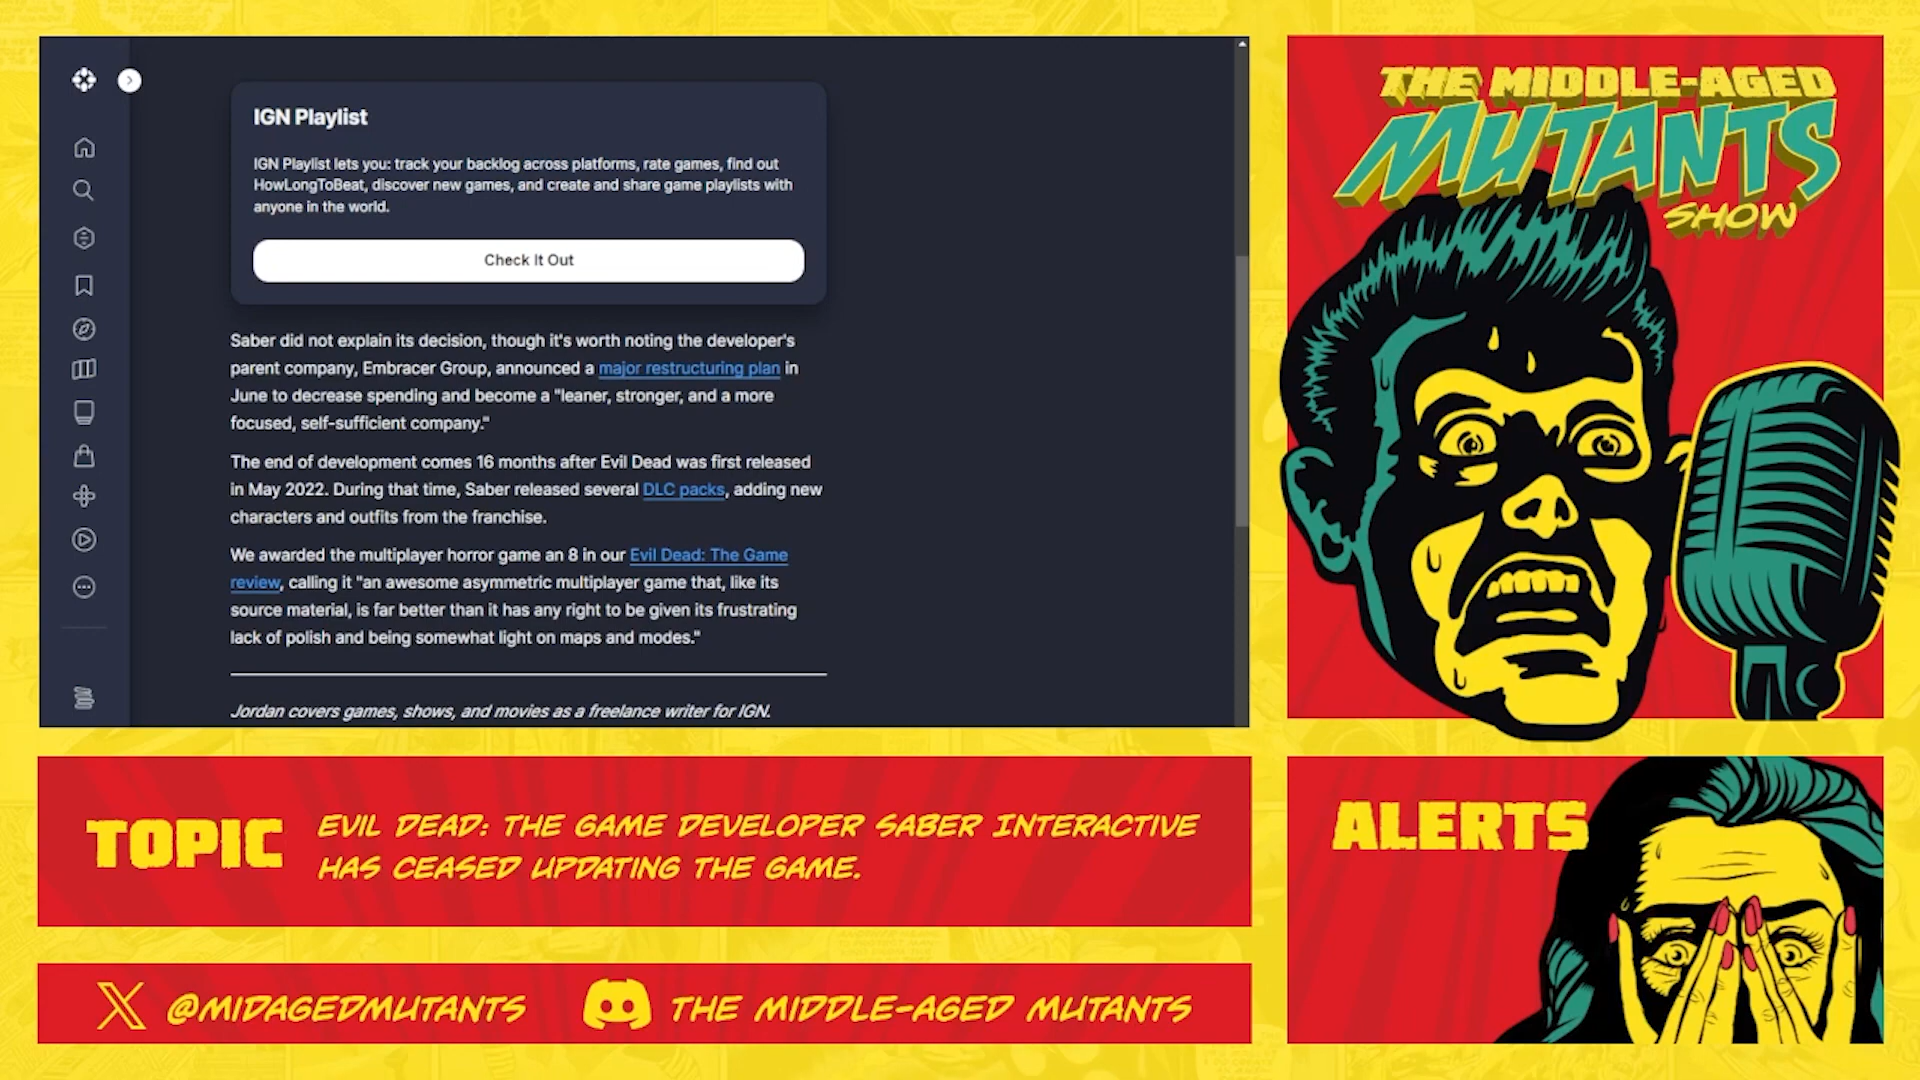 IGN Playlist
IGN Playlist lets you: track your backlog across platforms, rate games, find out
HowLongToBeat, discover new games, and create and share game playlists with
anyone in the world.
Check It Out
Saber did not explain its decision, though it's worth noting the developer's
parent company, Embracer Group, announced a major restructuring plan in
June to decrease spending and become a "leaner, stronger, and a more
focused, self-sufficient company."
The end of development comes 16 months after Evil Dead was first released
in May 2022. During that time, Saber released several DLC packs, adding new
characters and outfits from the franchise.
We awarded the multiplayer horror game an 8 in our Evil Dead: The Game
review, calling it "an awesome asymmetric multiplayer game that, like its
source material, is far better than it has any right to be given its frustrating
lack of polish and being somewhat light on maps and modes."
Jordan covers games, shows, and movies as a freelance writer for IGN.
THE MIDDLE-AGED
MUTANTS
SHOW
TOPIC
EVIL DEAD: THE GAME DEVELOPER SABER INTERACTIVE
HAS CEASED UPDATING THE GAME.
ALERTS
@MIDAGEDMUTANTS
THE MIDDLE-AGED MUTANTS